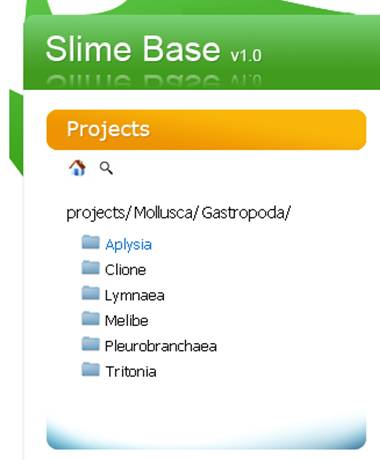 Slime Base v1.0
Projects
projects/Mollusca/Gastropoda/
Aplysia
Clione
Lymnaea
Melibe
Pleurobranchaea
Tritonia